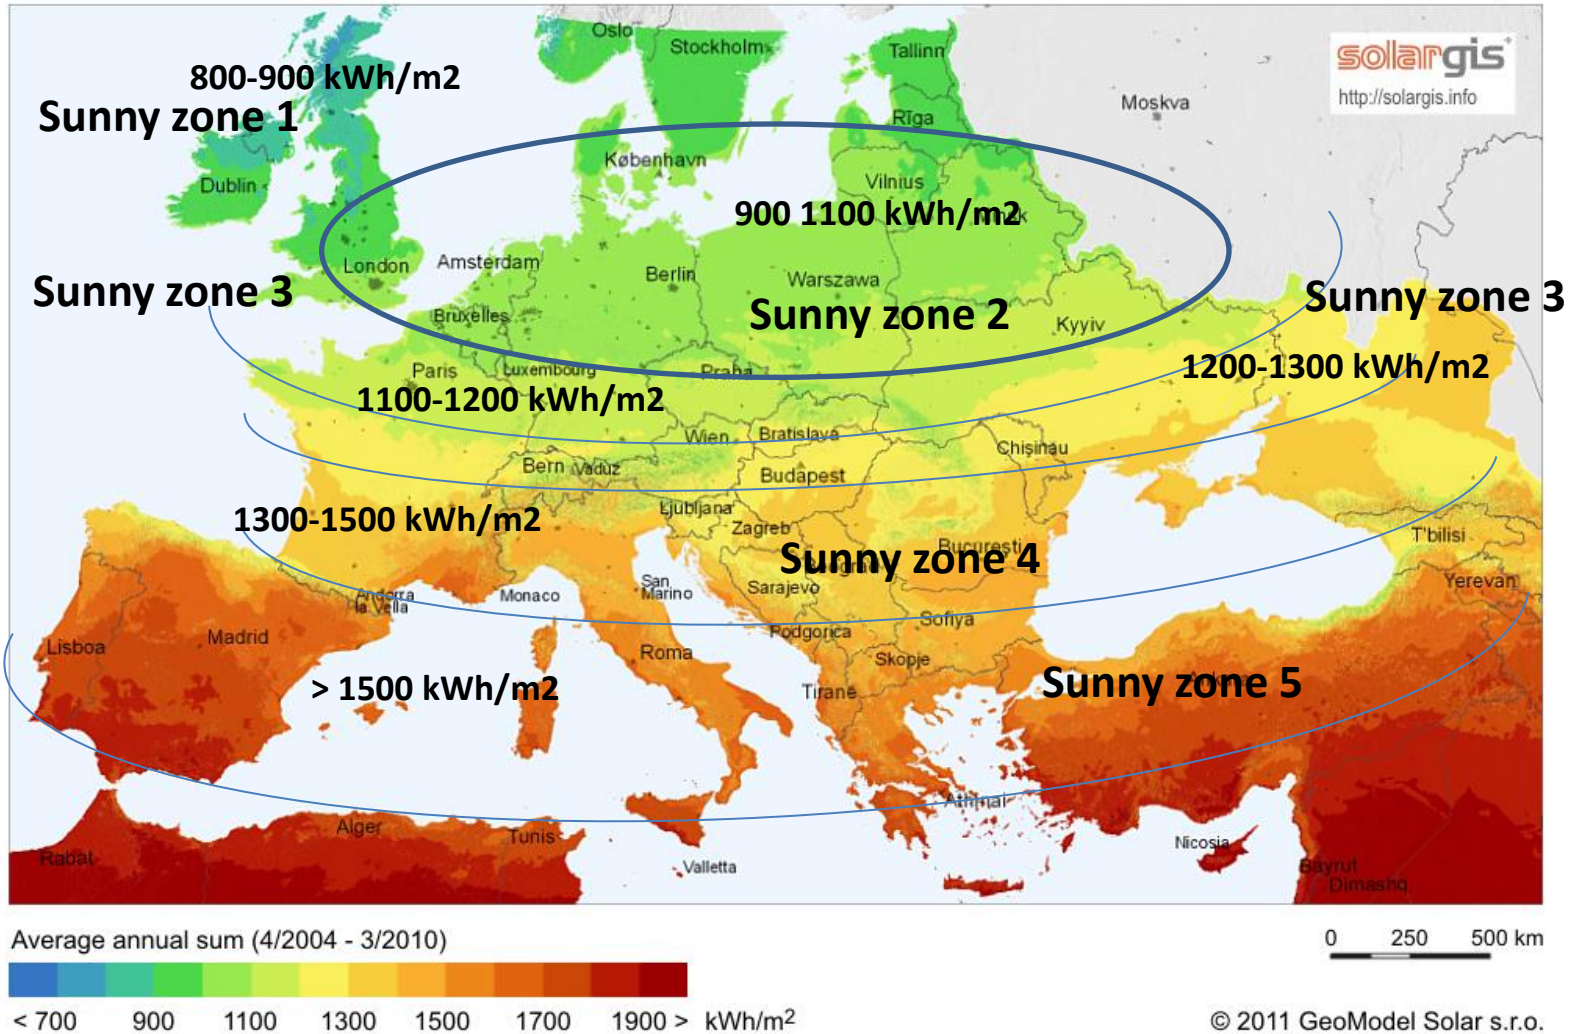 Oslo
Stockholm
Tallinn
solargis
http://solargis.info
800-900 kWh/m2
Sunny zone 1
Moskva
Rīga
København
Dublin
Vilnius
900 1100 kWh/m2
London
Amsterdam
Berlin
Warszawa
Sunny zone 3
Sunny zone 2
Sunny zone 3
Bruxelles
Kyyiv
Paris
Luxembourg
Praha
1200-1300 kWh/m2
1100-1200 kWh/m2
Wien
Bratislava
Chișinău
Bern
Vaduz
Budapest
Ljubljana
1300-1500 kWh/m2
Zagreb
București
T'bilisi
Sunny zone 4
Sarajevo
San
Marino
Monaco
Andorra
la Vella
Yerevan
Lisboa
Madrid
Podgorica
Sofiya
Roma
Skopje
> 1500 kWh/m2
Tiranë
Sunny zone 5
Athinai
Alger
Tunis
Rabat
Valletta
Nicosia
Bayrut
Dimashq
Average annual sum (4/2004 - 3/2010)
0 250 500 km
< 700 900 1100 1300 1500 1700 1900 > kWh/m2
© 2011 GeoModel Solar s.r.o.